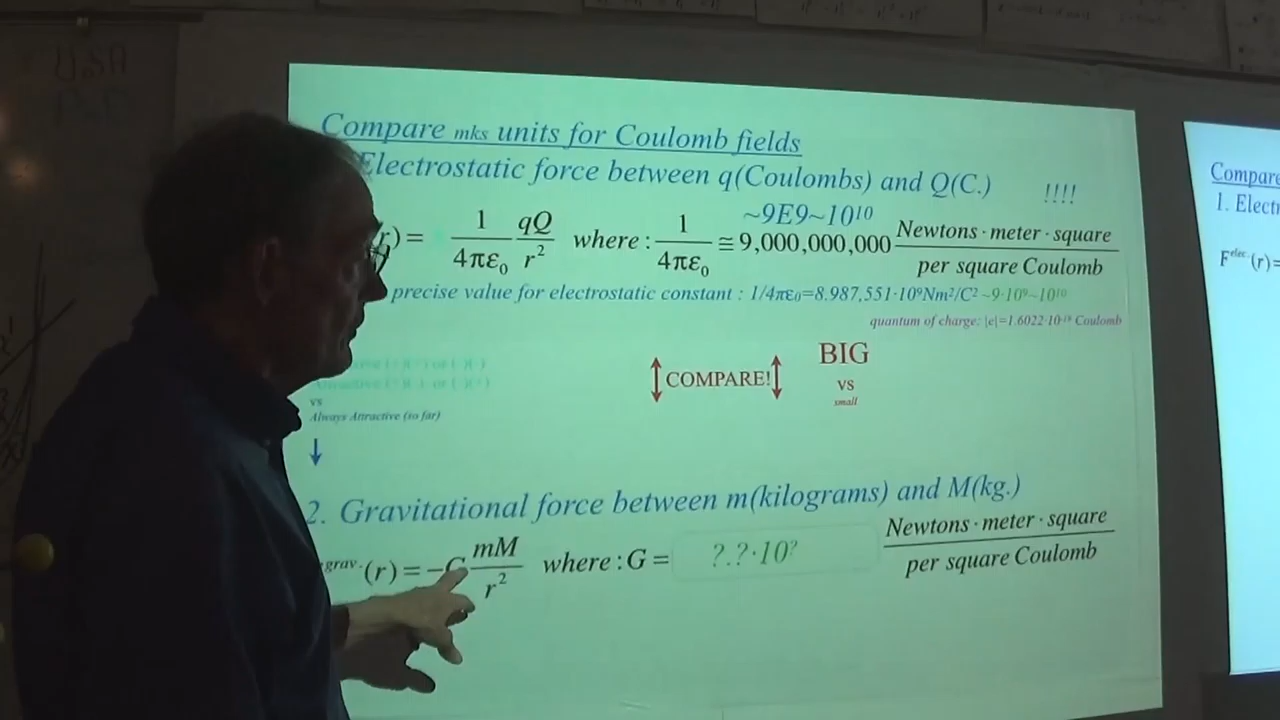 USA
Compare mks units for Coulomb fields
Electrostatic force between q(Coulombs) and Q(C.) !!!!
~9E9~10¹⁰
(r) = 1/4πε₀ qQ/r² where : 1/4πε₀ ≅ 9,000,000,000 Newtons · meter · square / per square Coulomb
precise value for electrostatic constant : 1/4πε₀=8.987,551·10⁹Nm²/C² ~9·10⁹~10¹⁰
quantum of charge: |e|=1.6022·10⁻¹⁹ Coulomb
BIG
COMPARE!
vs
small
vs
Always Attractive (so far)
2. Gravitational force between m(kilograms) and M(kg.)
grav.(r) = −G mM/r² where : G = ?.?·10? Newtons · meter · square / per square Coulomb
Compare
1. Electr
Fᵉˡᵉᶜ·(r)=